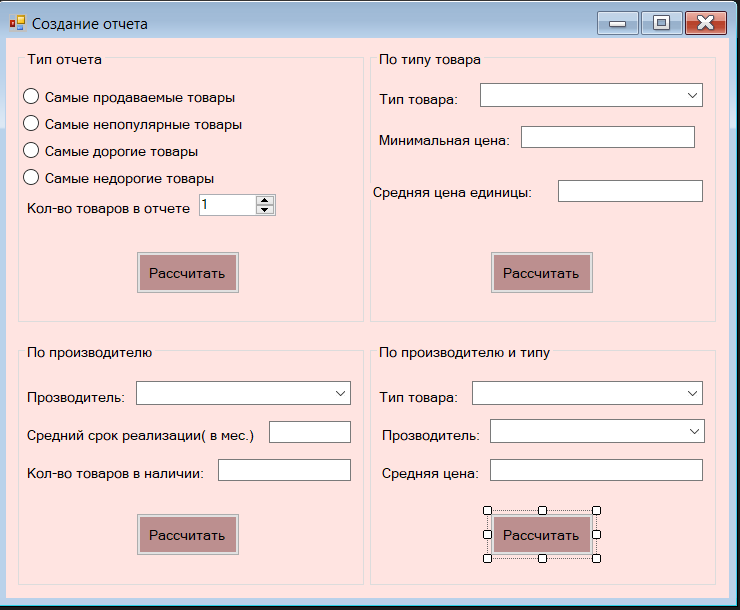 Создание отчета
Тип отчета
Самые продаваемые товары
Самые непопулярные товары
Самые дорогие товары
Самые недорогие товары
Кол-во товаров в отчете 1
Рассчитать
По типу товара
Тип товара:
Минимальная цена:
Средняя цена единицы:
Рассчитать
По производителю
Прозводитель:
Средний срок реализации( в мес.)
Кол-во товаров в наличии:
Рассчитать
По производителю и типу
Тип товара:
Прозводитель:
Средняя цена:
Рассчитать